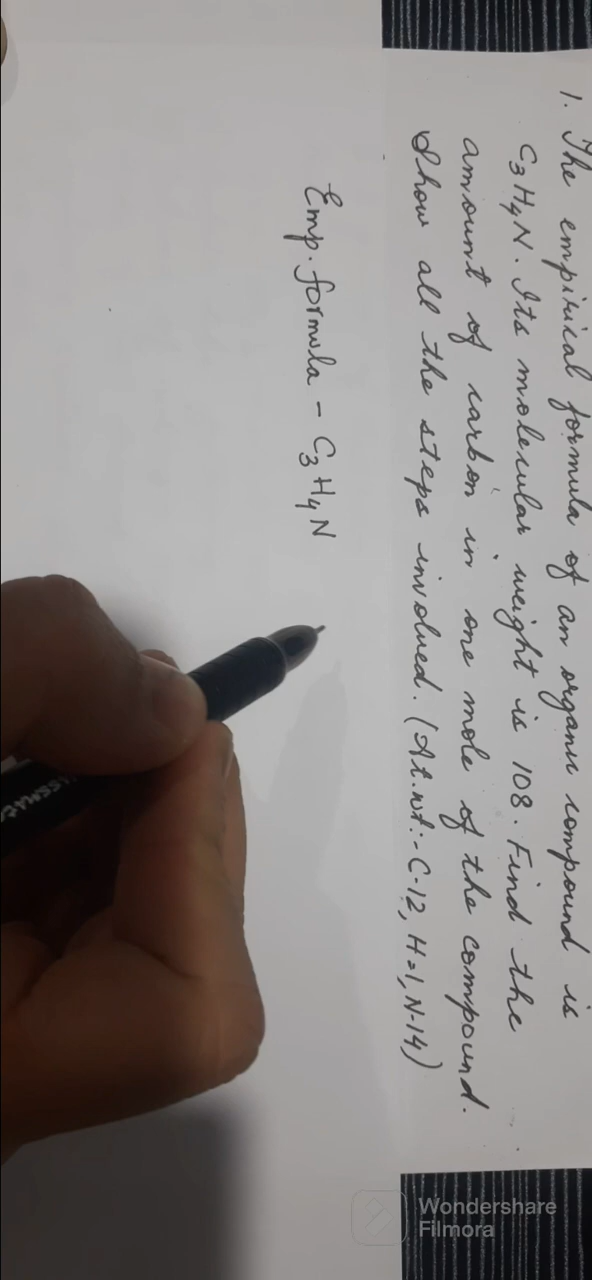 1. The empirical formula of an organic compound is
C3H4N. Its molecular weight is 108. Find the
amount of carbon in one mole of the compound.
Show all the steps involved. (At.wt:- C-12, H=1, N-14)
Emp. formula - C3H4N
Wondershare
Filmora